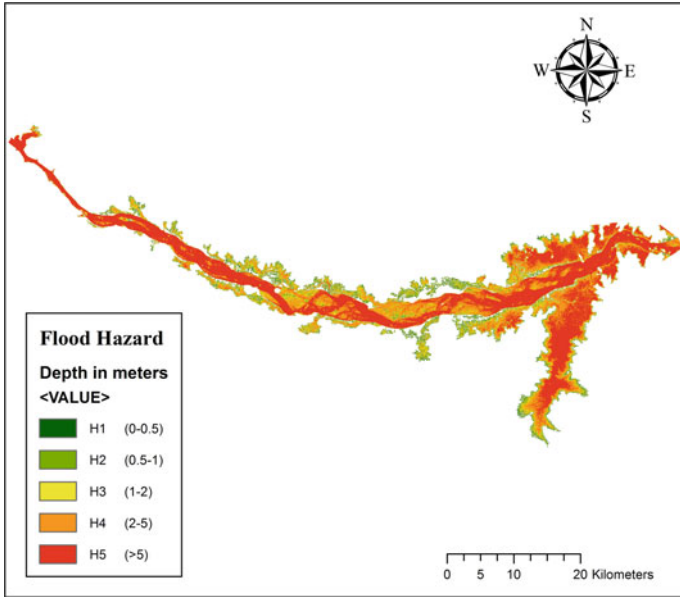 N
W E
S
Flood Hazard
Depth in meters
<VALUE>
H1 (0-0.5)
H2 (0.5-1)
H3 (1-2)
H4 (2-5)
H5 (>5)
0 5 10 20 Kilometers